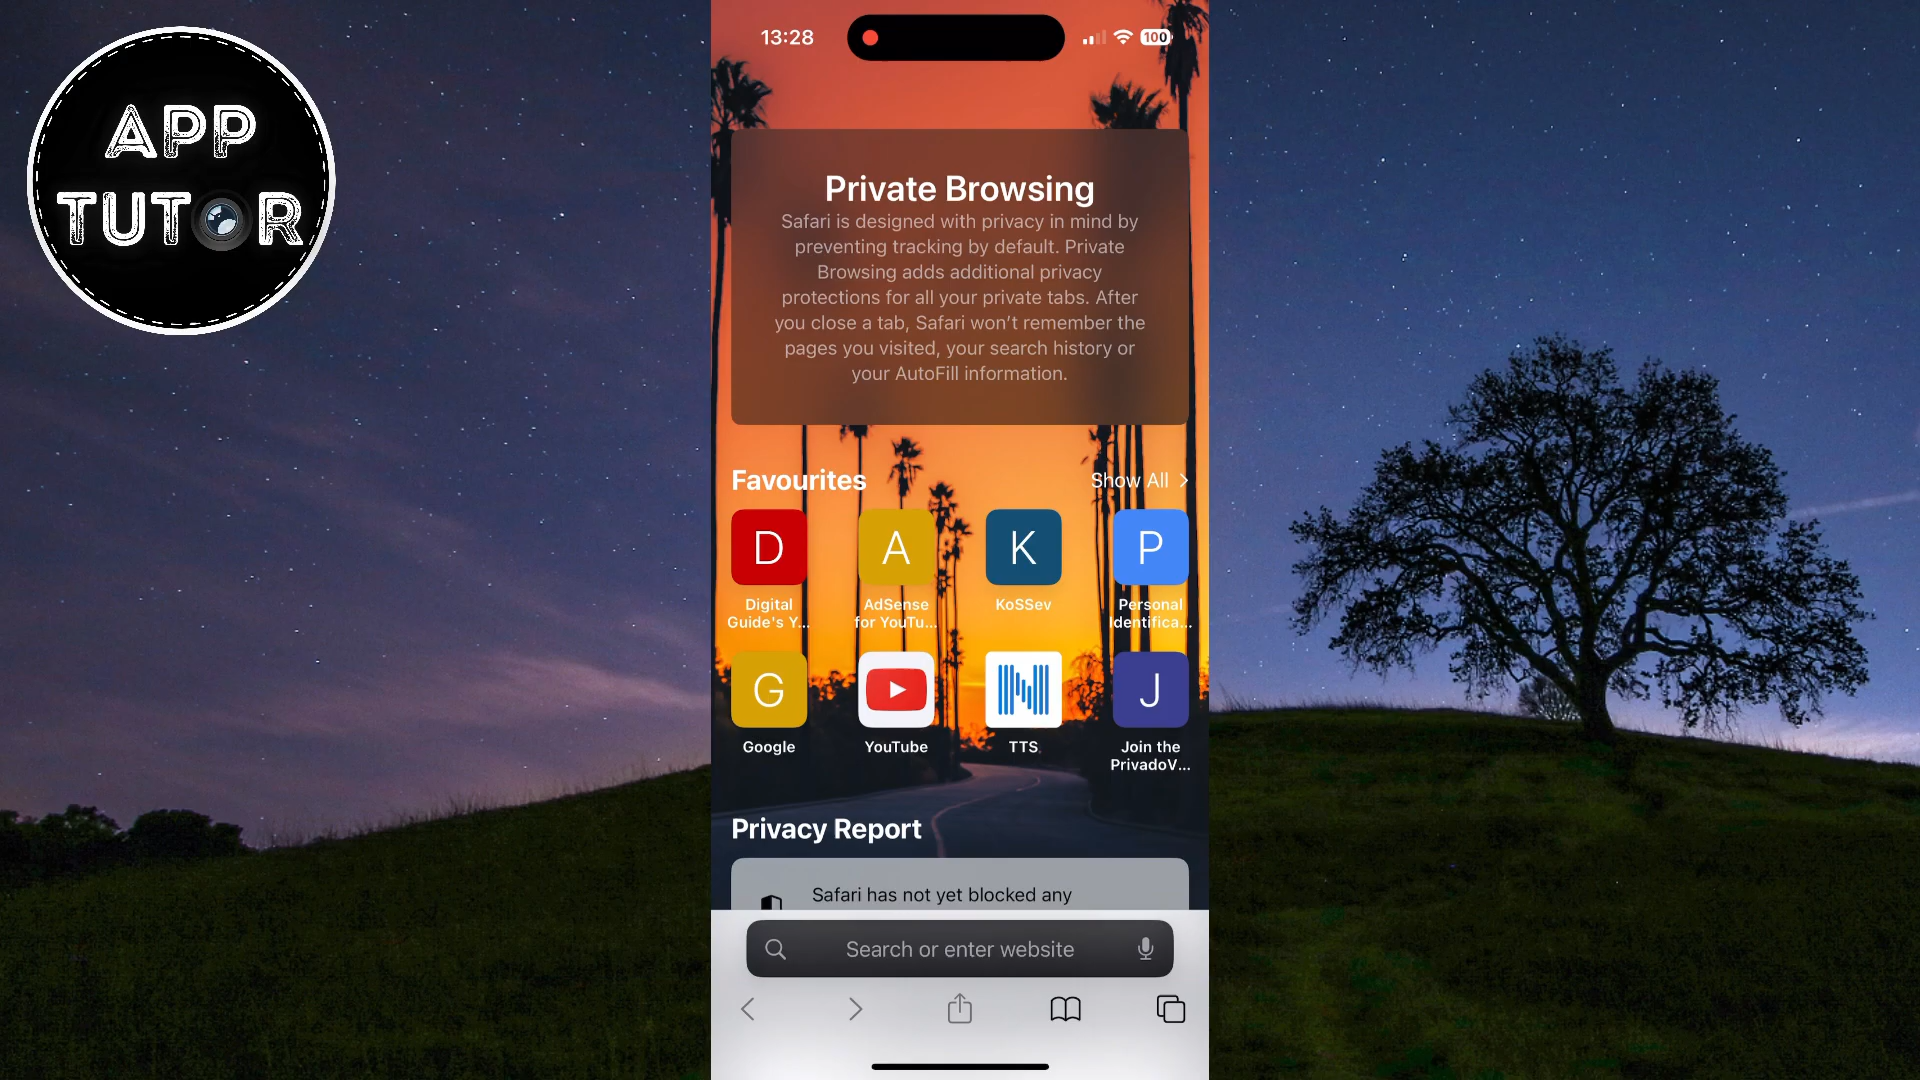 APP
TUTOR
13:28
100
Private Browsing
Safari is designed with privacy in mind by
preventing tracking by default. Private
Browsing adds additional privacy
protections for all your private tabs. After
you close a tab, Safari won’t remember the
pages you visited, your search history or
your AutoFill information.
Favourites
Show All
D
A
K
P
Digital
Guide's Y...
AdSense
for YouTu...
KoSSev
Personal
Identifica...
G
J
Google
YouTube
TTS
Join the
PrivadoV...
Privacy Report
Safari has not yet blocked any
Search or enter website